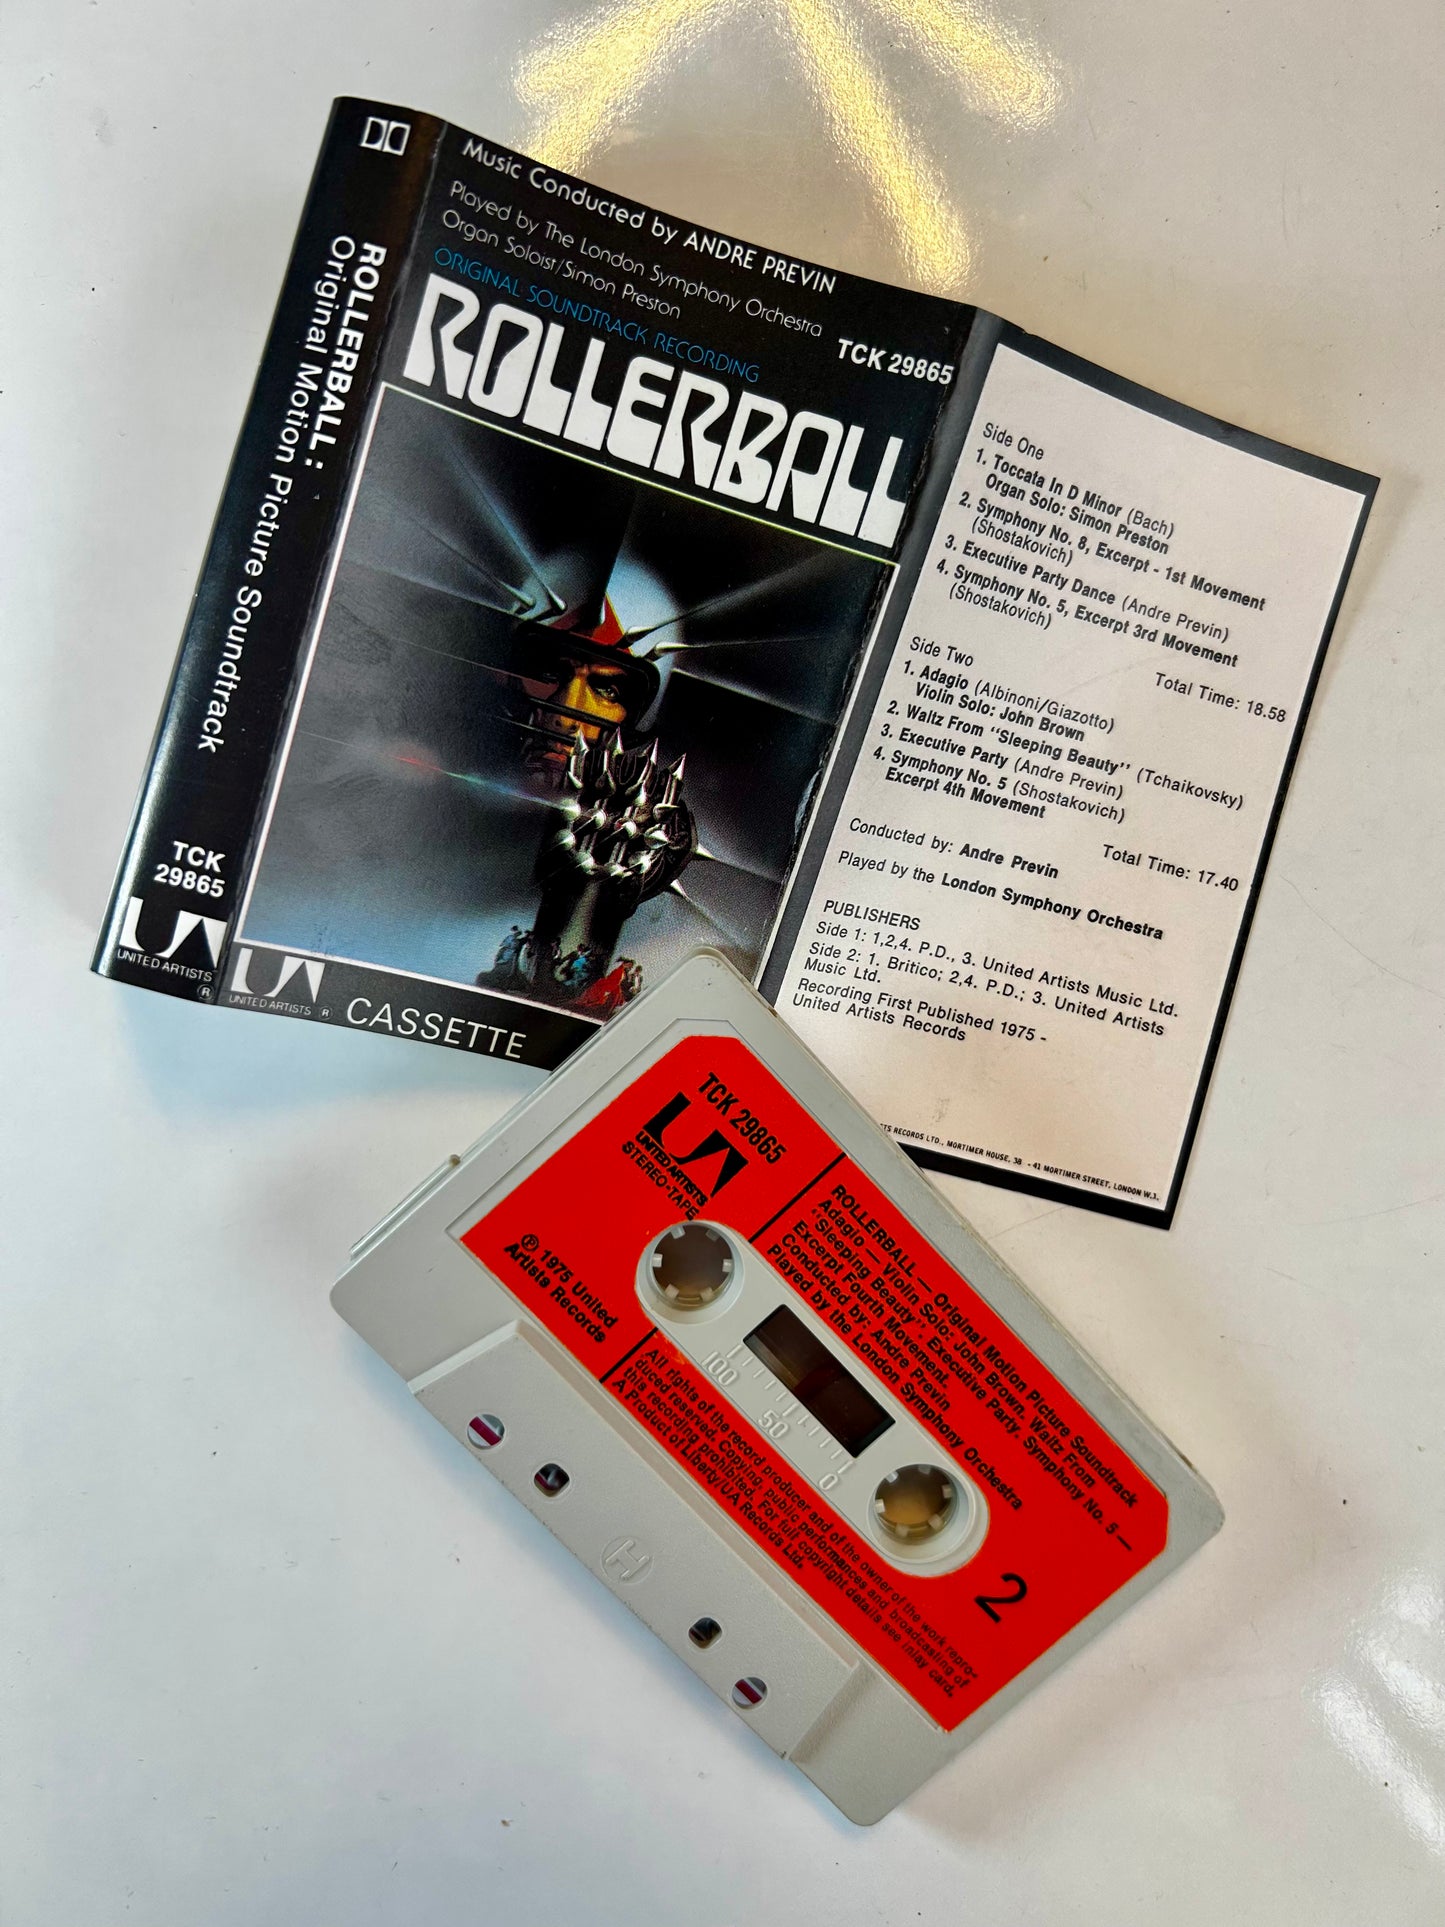 ROLLERBALL:
Original Motion Picture Soundtrack
TCK
29865
UA
UNITED ARTISTS
®
Music Conducted by ANDRE PREVIN
Played by The London Symphony Orchestra
Organ Soloist/Simon Preston
TCK 29865
ORIGINAL SOUNDTRACK RECORDING
ROLLERBALL
UA
UNITED ARTISTS ®
CASSETTE
Side One
1. Toccata In D Minor (Bach)
Organ Solo: Simon Preston
2. Symphony No. 8, Excerpt - 1st Movement
(Shostakovich)
3. Executive Party Dance (Andre Previn)
4. Symphony No. 5, Excerpt 3rd Movement
(Shostakovich)
Total Time: 18.58
Side Two
1. Adagio (Albinoni/Giazotto)
Violin Solo: John Brown
2. Waltz From "Sleeping Beauty" (Tchaikovsky)
3. Executive Party (Andre Previn)
4. Symphony No. 5 (Shostakovich)
Excerpt 4th Movement
Total Time: 17.40
Conducted by: Andre Previn
Played by the London Symphony Orchestra
PUBLISHERS
Side 1: 1,2,4. P.D., 3. United Artists Music Ltd.
Side 2: 1. Britico; 2,4. P.D.; 3. United Artists
Music Ltd.
Recording First Published 1975 -
United Artists Records
RECORDS LTD., MORTIMER HOUSE, 38 - 41 MORTIMER STREET, LONDON W.1.
TCK 29865
UA
UNITED ARTISTS
STEREO-TAPE
℗ 1975 United
Artists Records
ROLLERBALL — Original Motion Picture Soundtrack
Adagio — Violin Solo: John Brown. Waltz From
"Sleeping Beauty". Executive Party. Symphony No. 5 —
Excerpt Fourth Movement.
Conducted by: Andre Previn
Played by the London Symphony Orchestra
100 50 0
2
All rights of the record producer and of the owner of the work repro-
duced reserved. Copying, public performances and broadcasting of
this recording prohibited. For full copyright details see inlay card.
A Product of Liberty/UA Records Ltd.
H